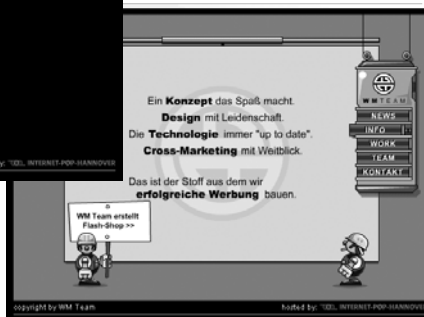 Ein Konzept das Spaß macht.
Design mit Leidenschaft.
Die Technologie immer "up to date".
Cross-Marketing mit Weitblick.
Das ist der Stoff aus dem wir
erfolgreiche Werbung bauen.
WM TEAM
NEWS
INFO
WORK
TEAM
KONTAKT
WM Team erstellt
Flash-Shop >>
INTERNET-POP-HANNOVER
copyright by WM Team
hosted by: INTERNET-POP-HANNOVER